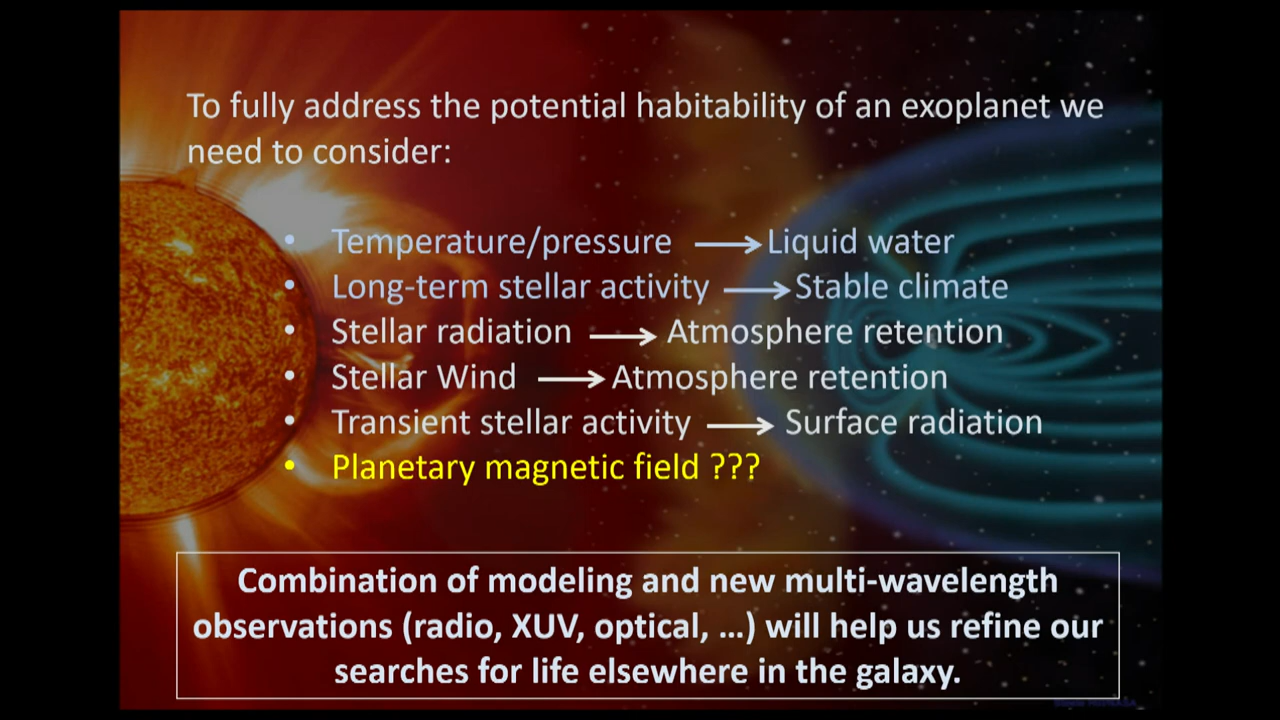 To fully address the potential habitability of an exoplanet we
need to consider:
• Temperature/pressure ⟶ Liquid water
• Long-term stellar activity ⟶ Stable climate
• Stellar radiation ⟶ Atmosphere retention
• Stellar Wind ⟶ Atmosphere retention
• Transient stellar activity ⟶ Surface radiation
• Planetary magnetic field ???
Combination of modeling and new multi-wavelength
observations (radio, XUV, optical, ...) will help us refine our
searches for life elsewhere in the galaxy.